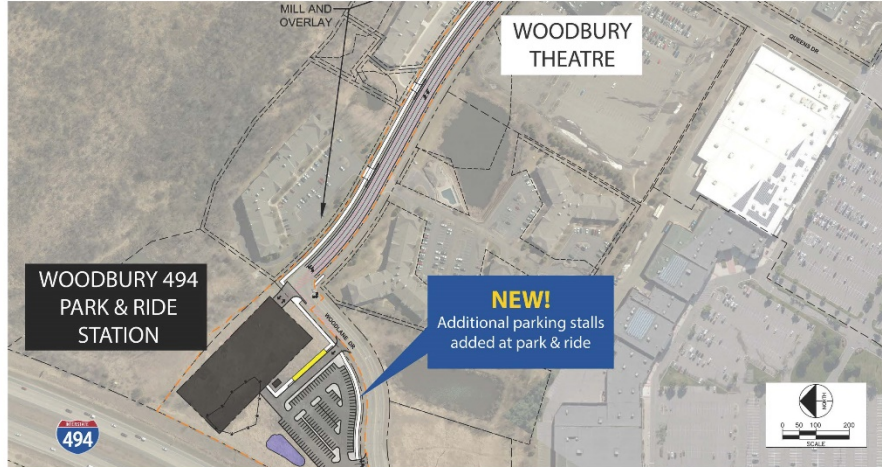 MILL AND
OVERLAY
WOODBURY
THEATRE
QUEENS DR
WOODBURY 494
PARK & RIDE
STATION
WOODLANE DR
NEW!
Additional parking stalls
added at park & ride
494
NORTH
0 50 100 200
SCALE